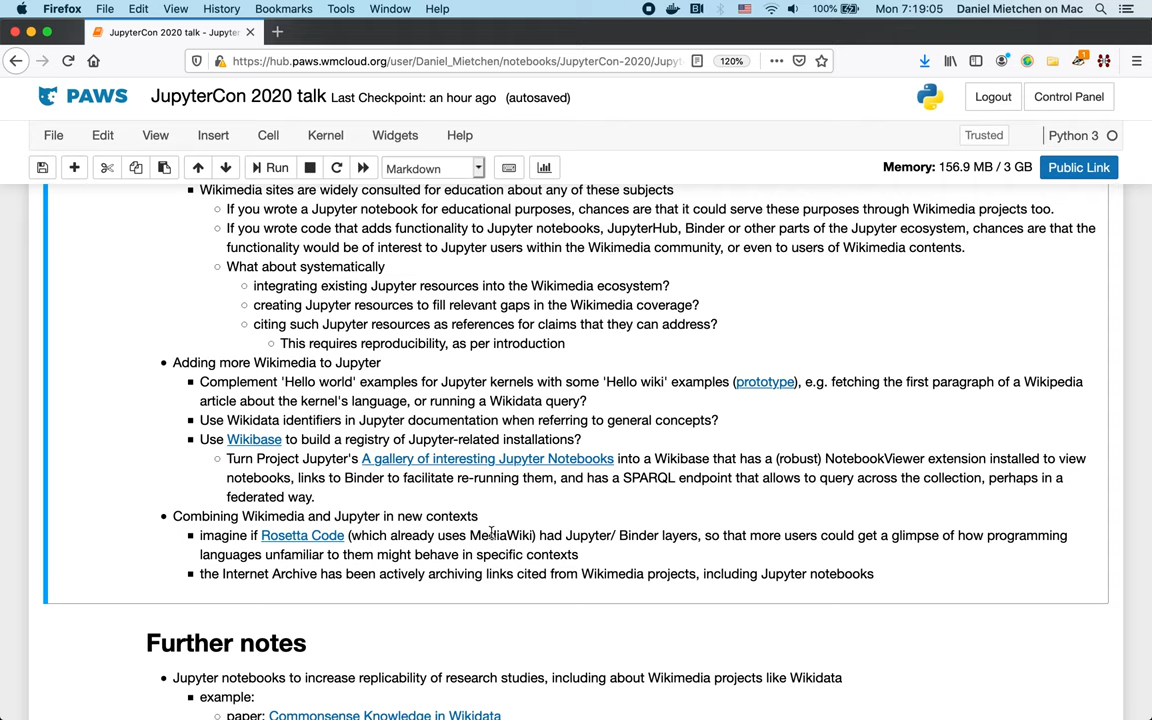 Firefox File Edit View History Bookmarks Tools Window Help 100% Mon 7:19:05 Daniel Mietchen on Mac
JupyterCon 2020 talk - Jupyter
https://hub.paws.wmcloud.org/user/Daniel_Mietchen/notebooks/JupyterCon-2020/Jupyt 120%
PAWS JupyterCon 2020 talk Last Checkpoint: an hour ago (autosaved) Logout Control Panel
File Edit View Insert Cell Kernel Widgets Help Trusted Python 3
Run Markdown Memory: 156.9 MB / 3 GB Public Link
Wikimedia sites are widely consulted for education about any of these subjects
If you wrote a Jupyter notebook for educational purposes, chances are that it could serve these purposes through Wikimedia projects too.
If you wrote code that adds functionality to Jupyter notebooks, JupyterHub, Binder or other parts of the Jupyter ecosystem, chances are that the
functionality would be of interest to Jupyter users within the Wikimedia community, or even to users of Wikimedia contents.
What about systematically
integrating existing Jupyter resources into the Wikimedia ecosystem?
creating Jupyter resources to fill relevant gaps in the Wikimedia coverage?
citing such Jupyter resources as references for claims that they can address?
This requires reproducibility, as per introduction
Adding more Wikimedia to Jupyter
Complement 'Hello world' examples for Jupyter kernels with some 'Hello wiki' examples (prototype), e.g. fetching the first paragraph of a Wikipedia
article about the kernel's language, or running a Wikidata query?
Use Wikidata identifiers in Jupyter documentation when referring to general concepts?
Use Wikibase to build a registry of Jupyter-related installations?
Turn Project Jupyter's A gallery of interesting Jupyter Notebooks into a Wikibase that has a (robust) NotebookViewer extension installed to view
notebooks, links to Binder to facilitate re-running them, and has a SPARQL endpoint that allows to query across the collection, perhaps in a
federated way.
Combining Wikimedia and Jupyter in new contexts
imagine if Rosetta Code (which already uses MediaWiki) had Jupyter/ Binder layers, so that more users could get a glimpse of how programming
languages unfamiliar to them might behave in specific contexts
the Internet Archive has been actively archiving links cited from Wikimedia projects, including Jupyter notebooks
Further notes
Jupyter notebooks to increase replicability of research studies, including about Wikimedia projects like Wikidata
example:
paper: Commonsense Knowledge in Wikidata